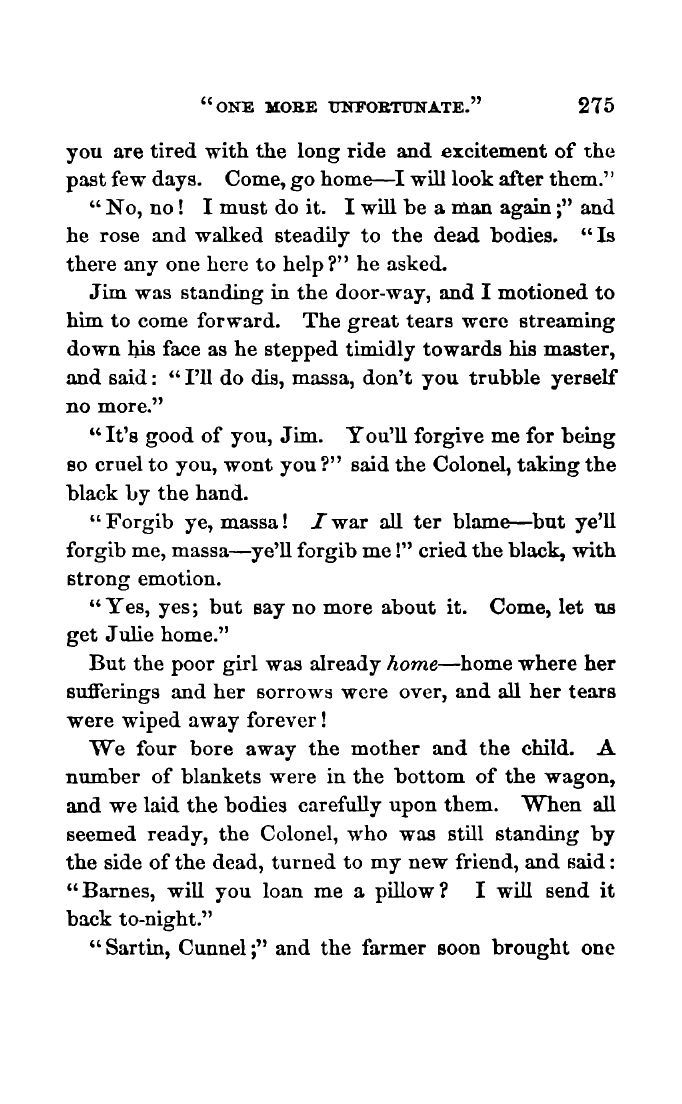 “ONE MORE UNFORTUNATE.” 275
you are tired with the long ride and excitement of the
past few days. Come, go home—I will look after them.”
“No, no! I must do it. I will be a man again;” and
he rose and walked steadily to the dead bodies. “Is
there any one here to help?” he asked.
Jim was standing in the door-way, and I motioned to
him to come forward. The great tears were streaming
down his face as he stepped timidly towards his master,
and said: “I’ll do dis, massa, don’t you trubble yerself
no more.”
“It’s good of you, Jim. You’ll forgive me for being
so cruel to you, wont you?” said the Colonel, taking the
black by the hand.
“Forgib ye, massa! I war all ter blame—but ye’ll
forgib me, massa—ye’ll forgib me!” cried the black, with
strong emotion.
“Yes, yes; but say no more about it. Come, let us
get Julie home.”
But the poor girl was already home—home where her
sufferings and her sorrows were over, and all her tears
were wiped away forever!
We four bore away the mother and the child. A
number of blankets were in the bottom of the wagon,
and we laid the bodies carefully upon them. When all
seemed ready, the Colonel, who was still standing by
the side of the dead, turned to my new friend, and said:
“Barnes, will you loan me a pillow? I will send it
back to-night.”
“Sartin, Cunnel;” and the farmer soon brought one